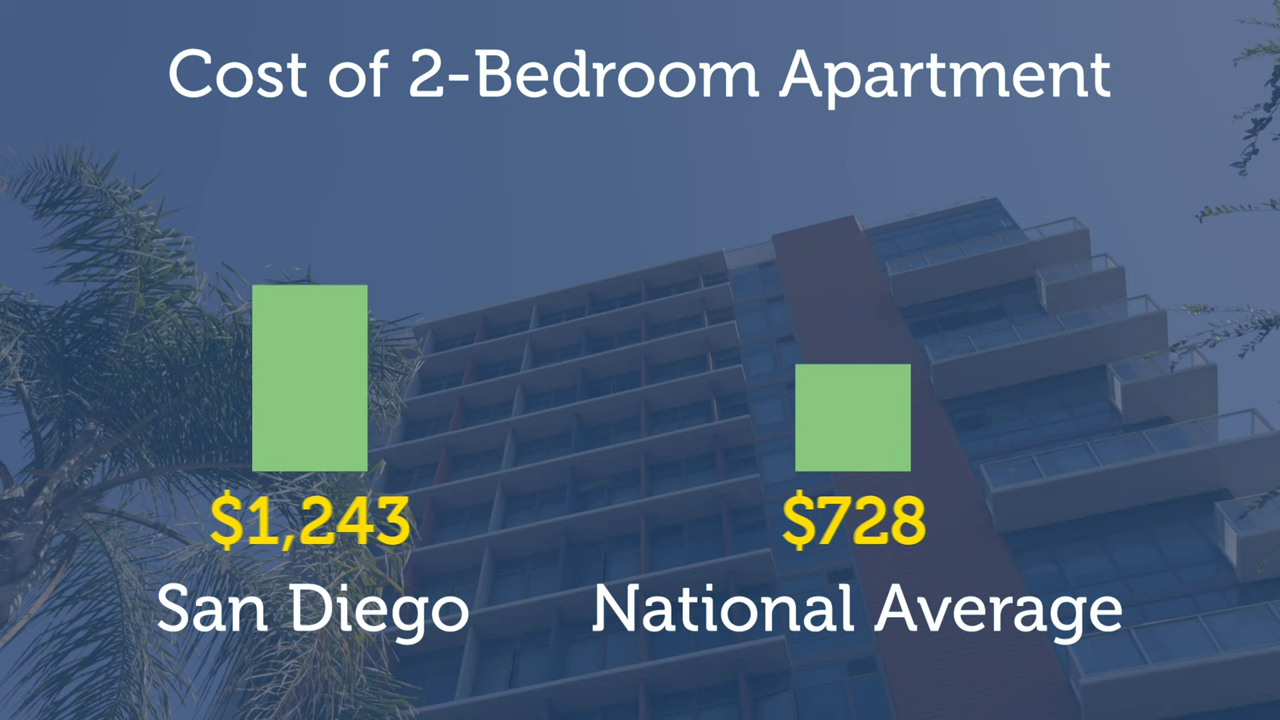 Cost of 2-Bedroom Apartment
$1,243 $728
San Diego National Average